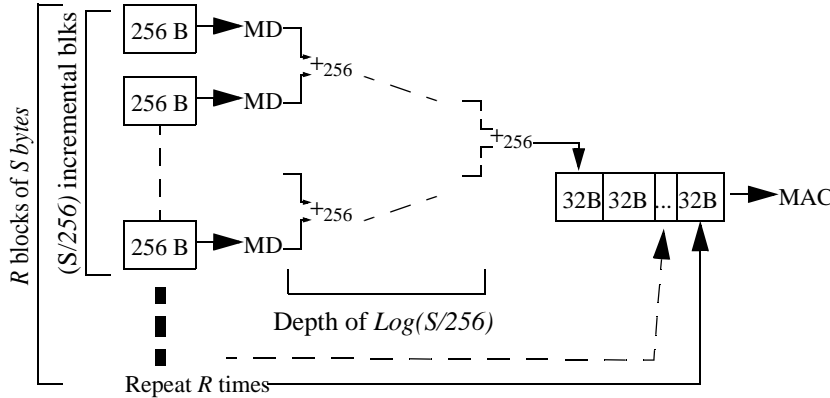 R blocks of S bytes
(S/256) incremental blks
256 B MD
+256
256 B MD
+256
32B 32B ... 32B MAC
+256
256 B MD
Depth of Log(S/256)
Repeat R times